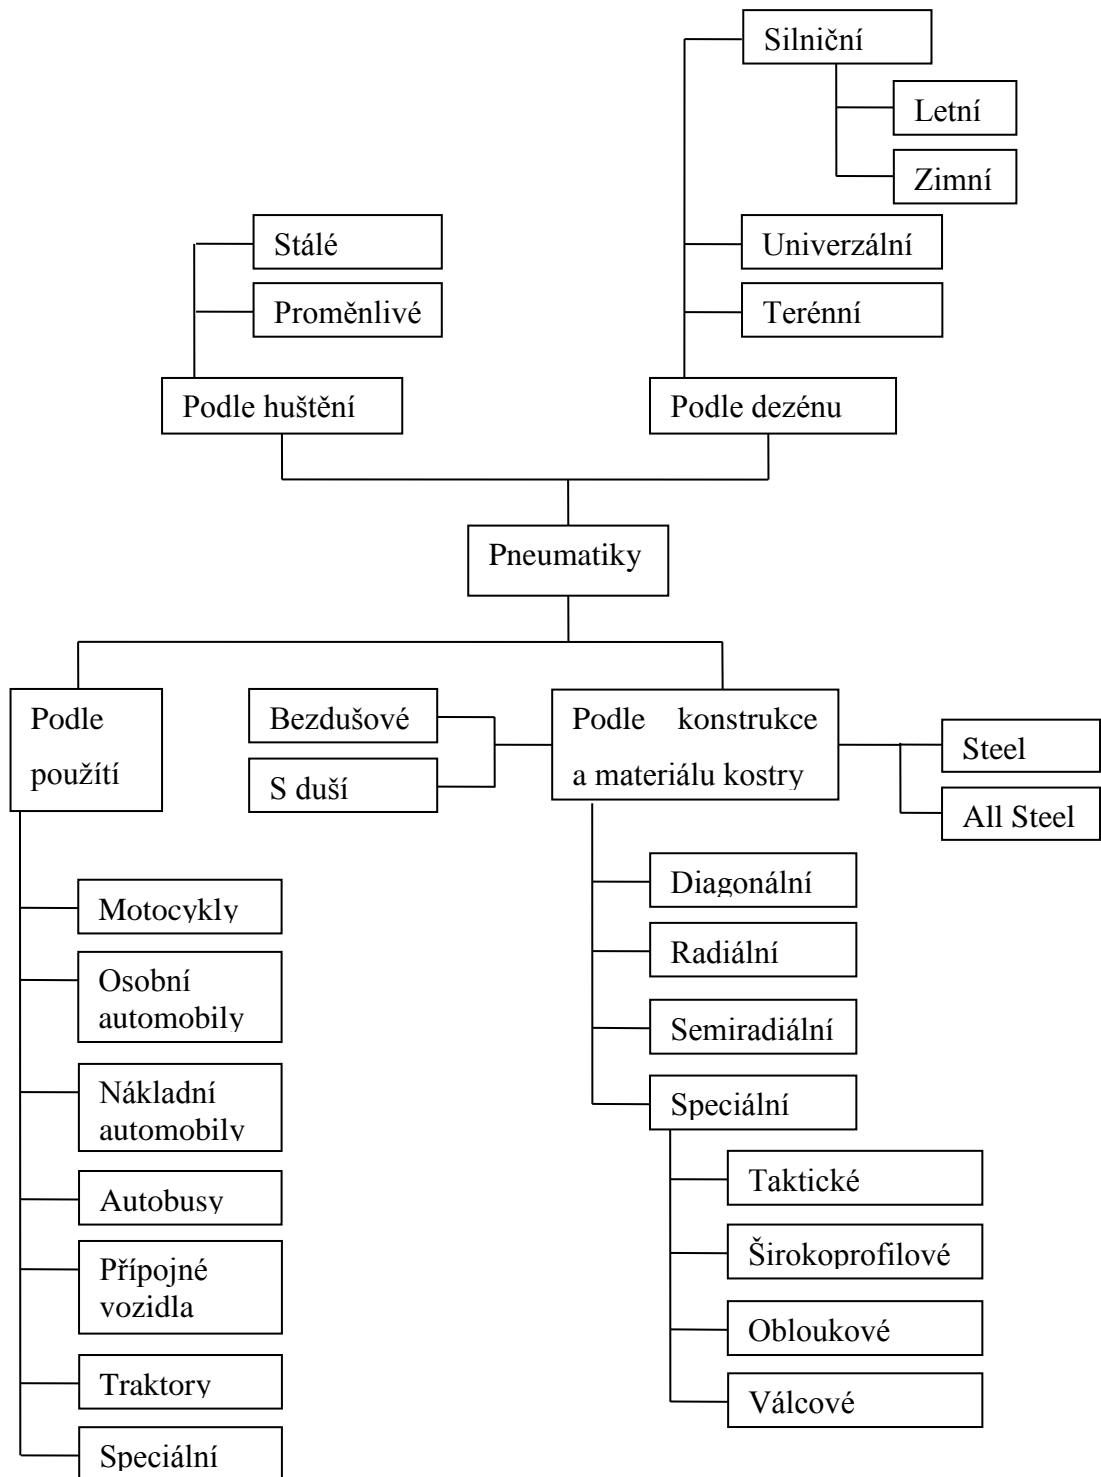 Silniční
Letní
Zimní
Stálé
Univerzální
Proměnlivé
Terénní
Podle huštění
Podle dezénu
Pneumatiky
Podle
použítí
Bezdušové
S duší
Podle konstrukce
a materiálu kostry
Steel
All Steel
Motocykly
Osobní
automobily
Nákladní
automobily
Autobusy
Přípojné
vozidla
Traktory
Speciální
Diagonální
Radiální
Semiradiální
Speciální
Taktické
Širokoprofilové
Obloukové
Válcové